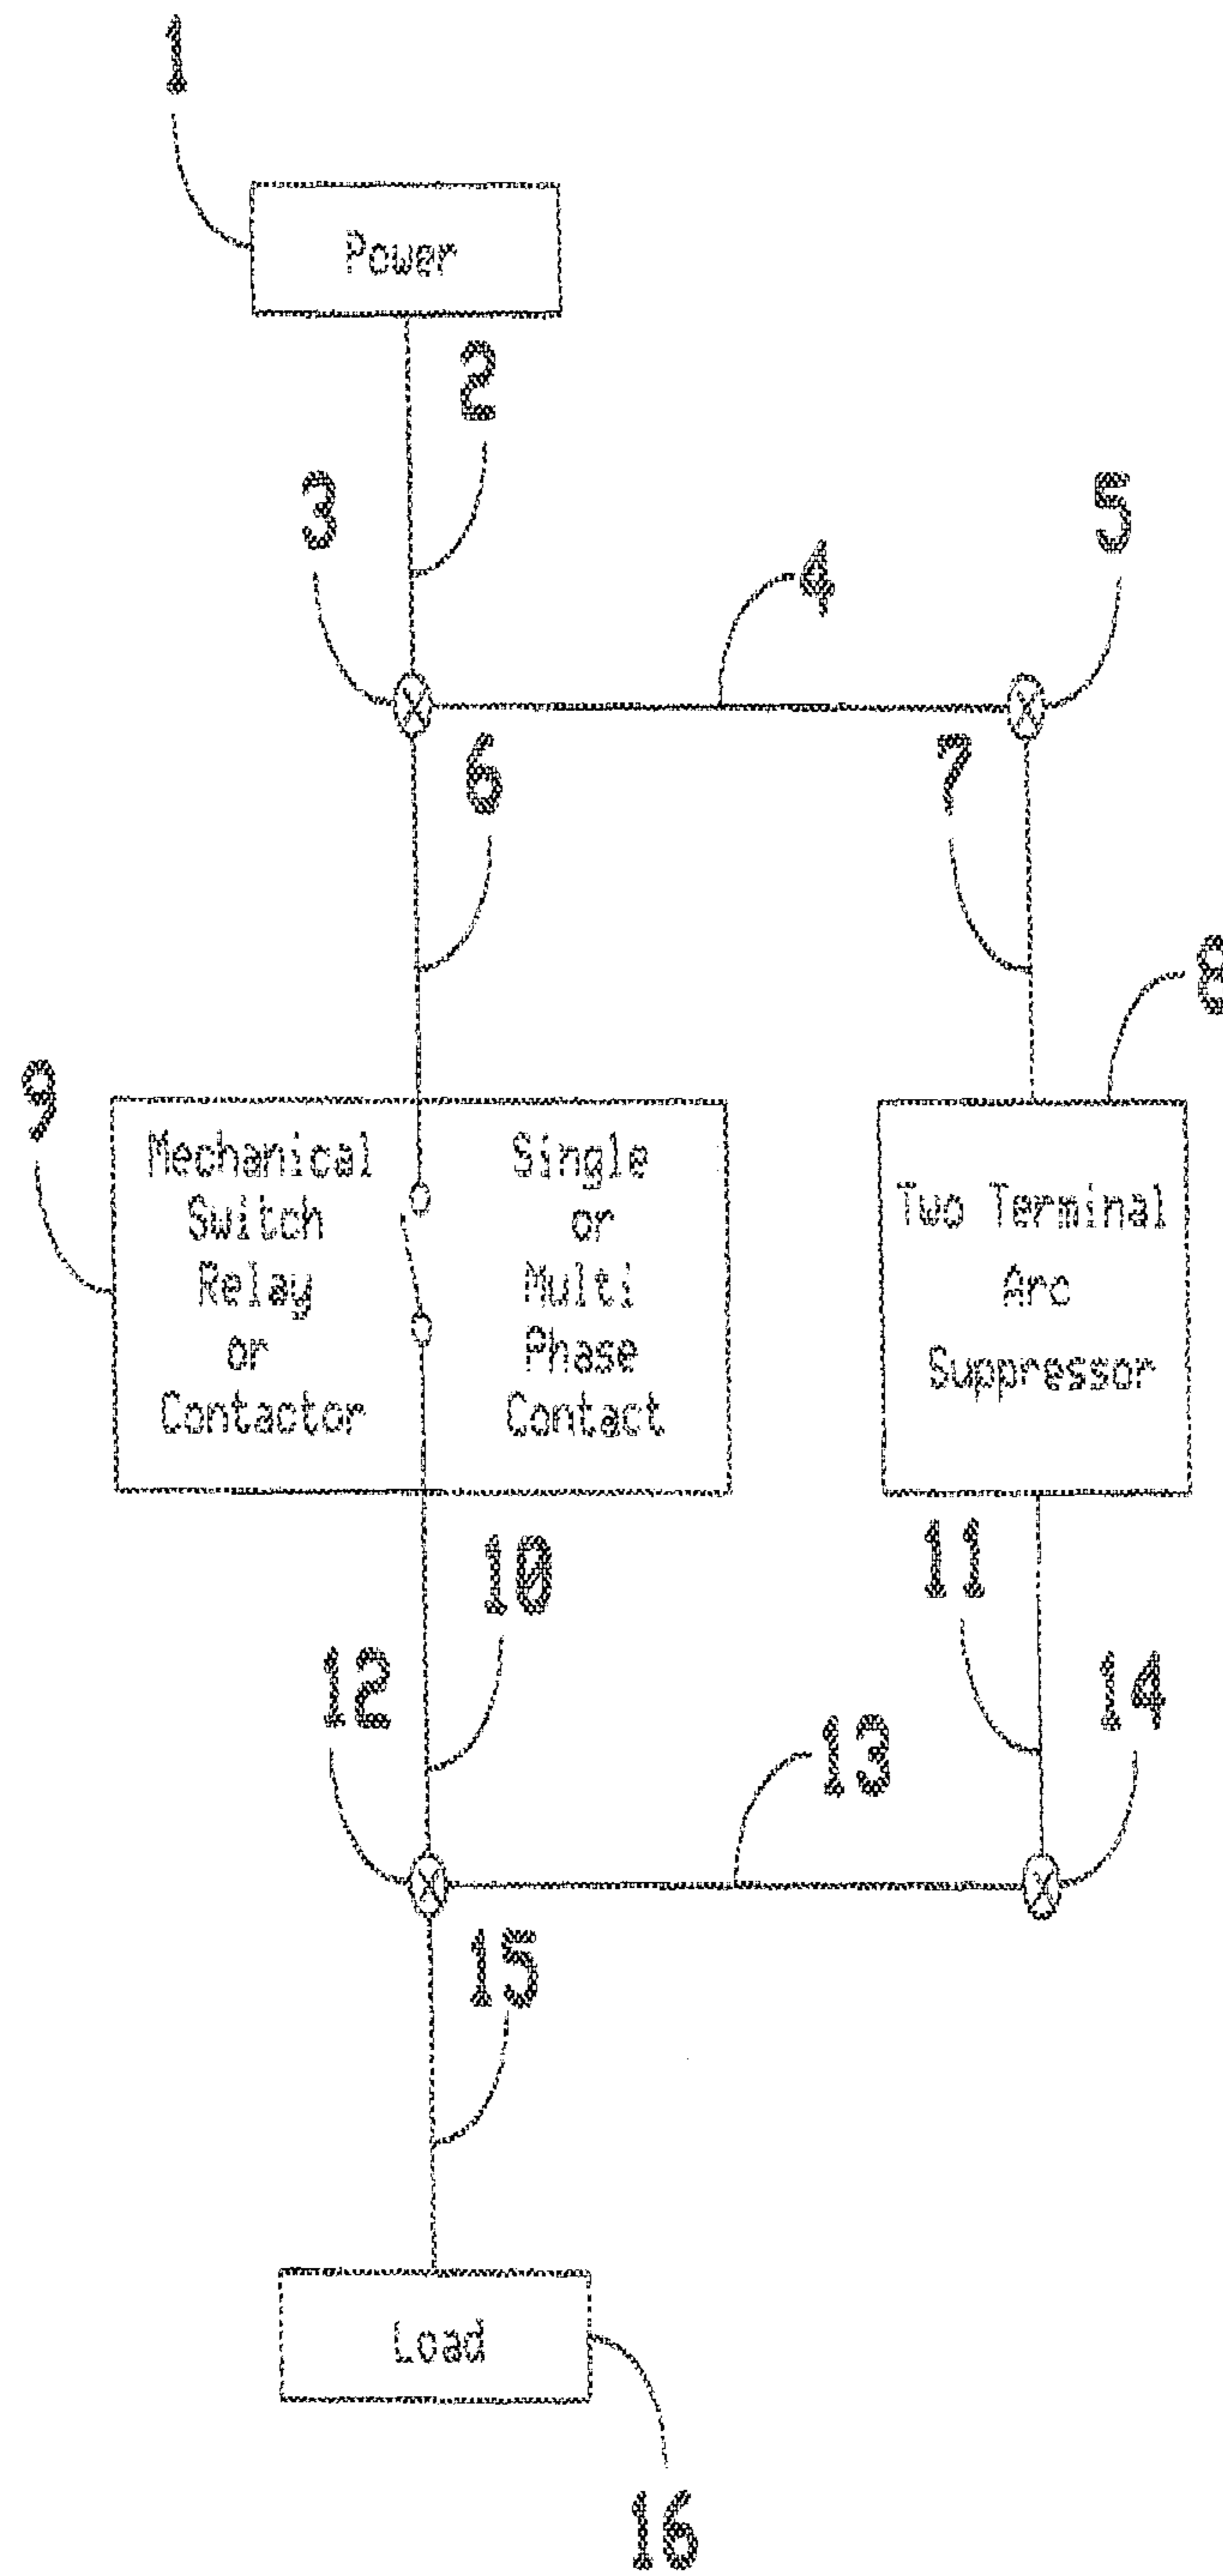 1
Power
2
3
5
4
6
7
8
9
Mechanical
Switch
Relay
or
Contactor
Single
or
Multi
Phase
Contact
Two Terminal
Arc
Suppressor
10
11
12
14
13
15
Load
16